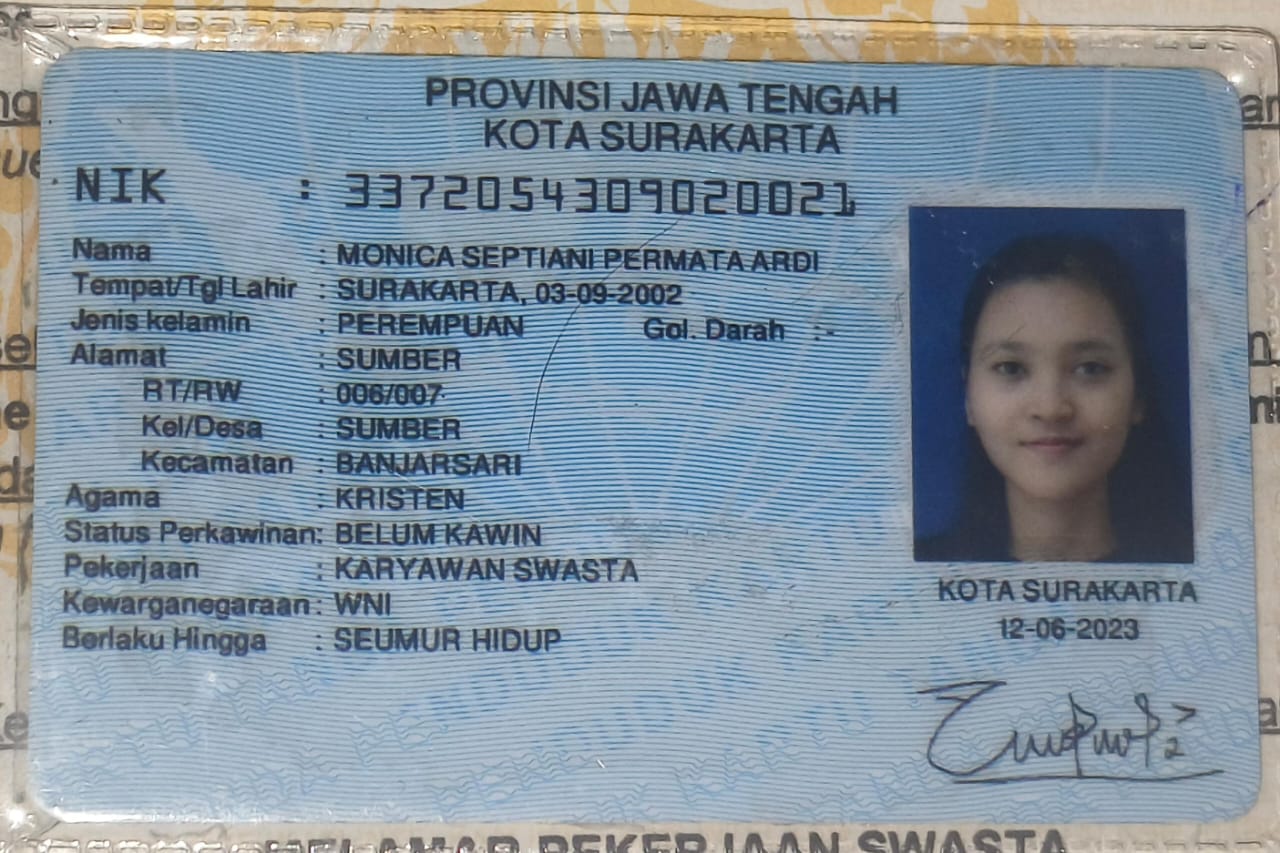 PROVINSI JAWA TENGAH
KOTA SURAKARTA
NIK : 3372054309020021
Nama : MONICA SEPTIANI PERMATA ARDI
Tempat/Tgl Lahir : SURAKARTA, 03-09-2002
Jenis kelamin : PEREMPUAN Gol. Darah : -
Alamat : SUMBER
RT/RW : 006/007
Kel/Desa : SUMBER
Kecamatan : BANJARSARI
Agama : KRISTEN
Status Perkawinan: BELUM KAWIN
Pekerjaan : KARYAWAN SWASTA
Kewarganegaraan: WNI
Berlaku Hingga : SEUMUR HIDUP
KOTA SURAKARTA
12-06-2023
PEKERJAAN SWASTA